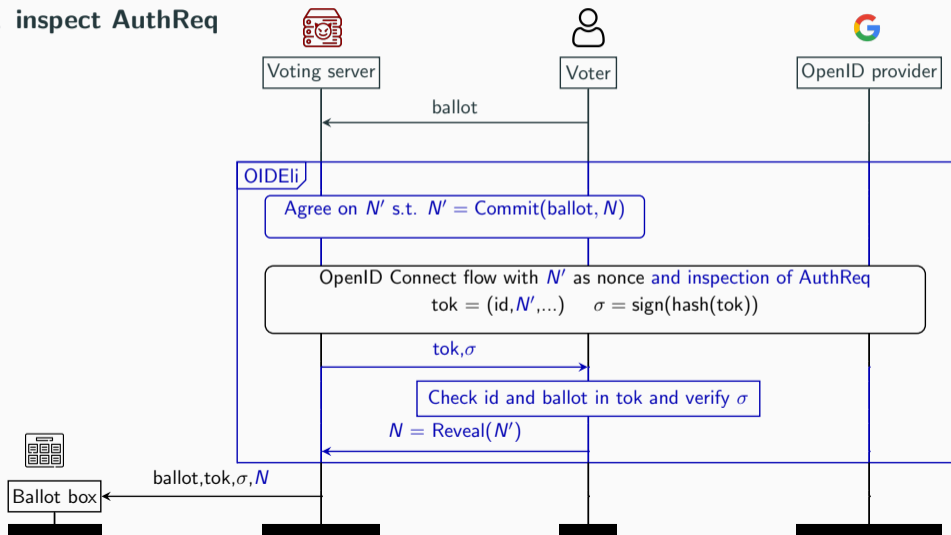 inspect AuthReq
Voting server
Voter
OpenID provider
ballot
OIDEli
Agree on N′ s.t. N′ = Commit(ballot, N)
OpenID Connect flow with N′ as nonce and inspection of AuthReq
tok = (id,N′,...) σ = sign(hash(tok))
tok,σ
Check id and ballot in tok and verify σ
N = Reveal(N′)
ballot,tok,σ,N
Ballot box